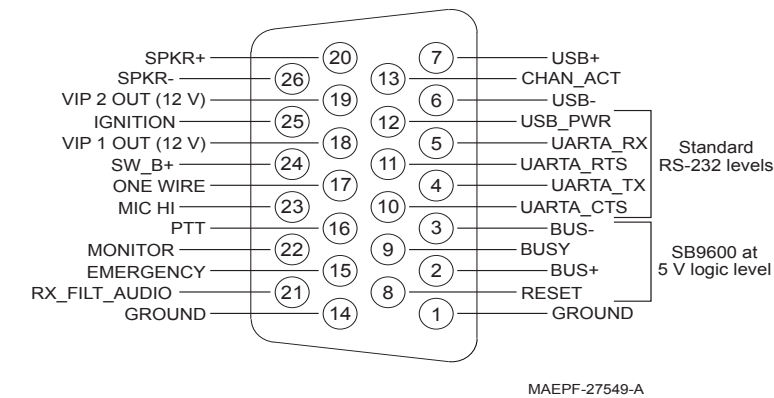 SPKR+ 20 7 USB+
SPKR- 26 13 CHAN_ACT
VIP 2 OUT (12 V) 19 6 USB-
IGNITION 25 12 USB_PWR
VIP 1 OUT (12 V) 18 5 UARTA_RX
SW_B+ 24 11 UARTA_RTS
ONE WIRE 17 4 UARTA_TX
MIC HI 23 10 UARTA_CTS
PTT 16 3 BUS-
MONITOR 22 9 BUSY
EMERGENCY 15 2 BUS+
RX_FILT_AUDIO 21 8 RESET
GROUND 14 1 GROUND
Standard
RS-232 levels
SB9600 at
5 V logic level
MAEPF-27549-A